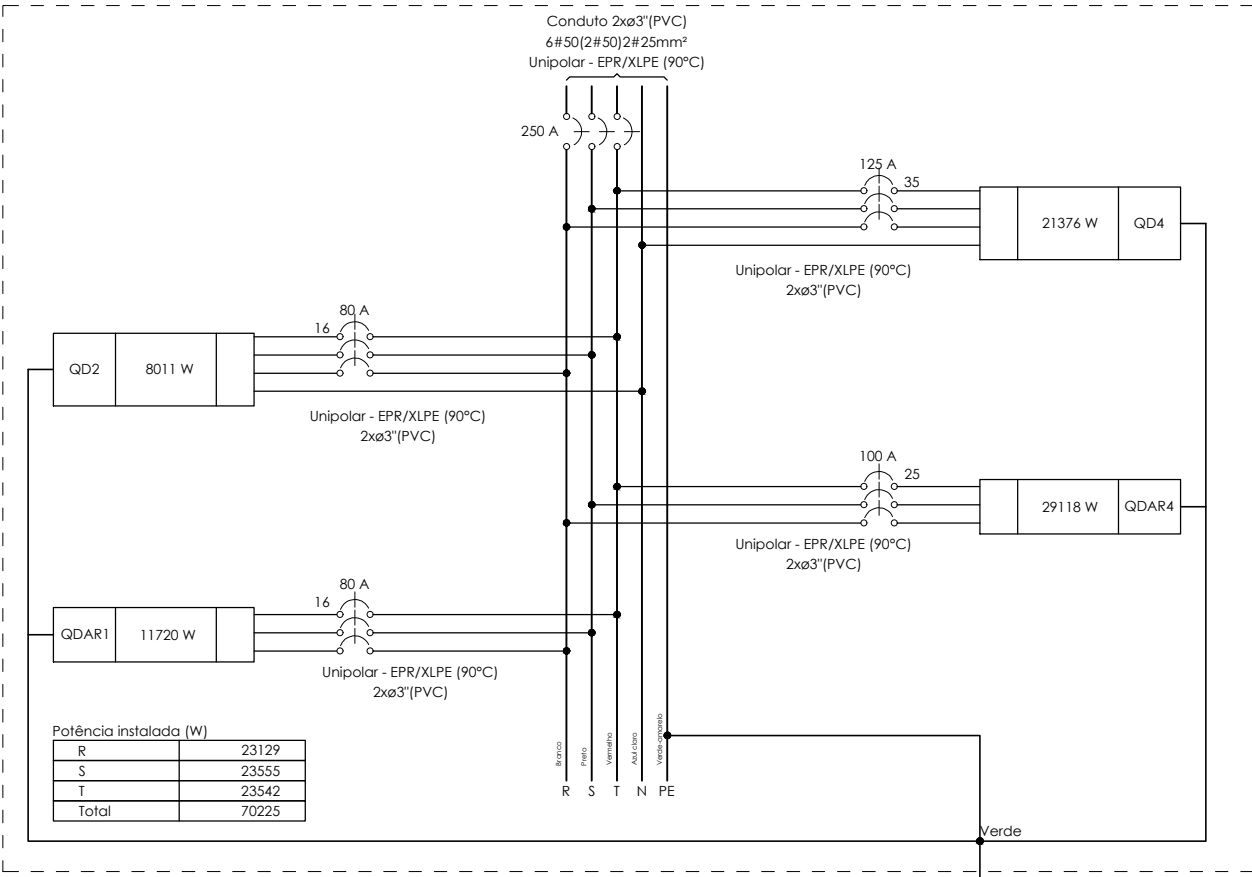 Conduto 2xø3"(PVC)
6#50(2#50)2#25mm²
Unipolar - EPR/XLPE (90°C)
250 A
125 A
35
21376 W
QD4
Unipolar - EPR/XLPE (90°C)
2xø3"(PVC)
80 A
16
QD2
8011 W
Unipolar - EPR/XLPE (90°C)
2xø3"(PVC)
100 A
25
29118 W
QDAR4
Unipolar - EPR/XLPE (90°C)
2xø3"(PVC)
80 A
16
QDAR1
11720 W
Unipolar - EPR/XLPE (90°C)
2xø3"(PVC)
Potência instalada (W)
R 23129
S 23555
T 23542
Total 70225
Branco
Preto
Vermelho
Azul claro
Verde-amarelo
R S T N PE
Verde